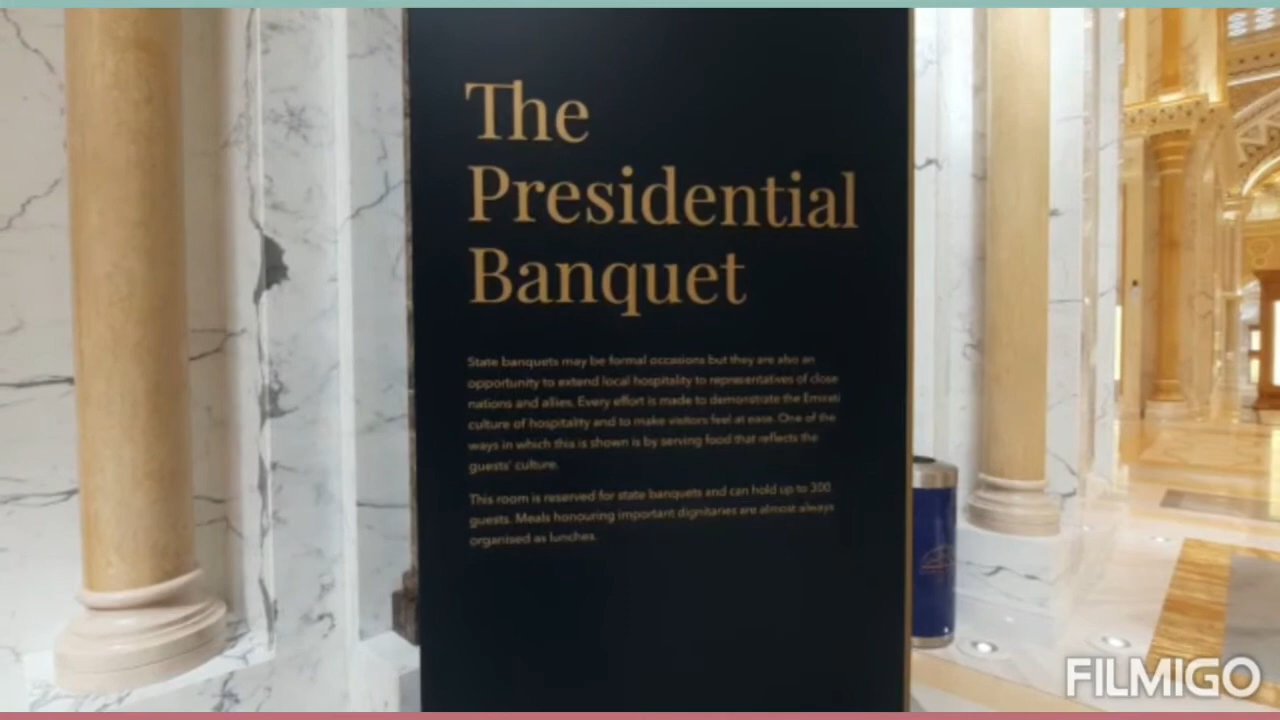 The
Presidential
Banquet
State banquets may be formal occasions but they are also an
opportunity to extend local hospitality to representatives of close
nations and allies. Every effort is made to demonstrate the Emirati
culture of hospitality and to make visitors feel at ease. One of the
ways in which this is shown is by serving food that reflects the
guests' culture.
This room is reserved for state banquets and can hold up to 300
guests. Meals honouring important dignitaries are almost always
organised as lunches.
FILMIGO